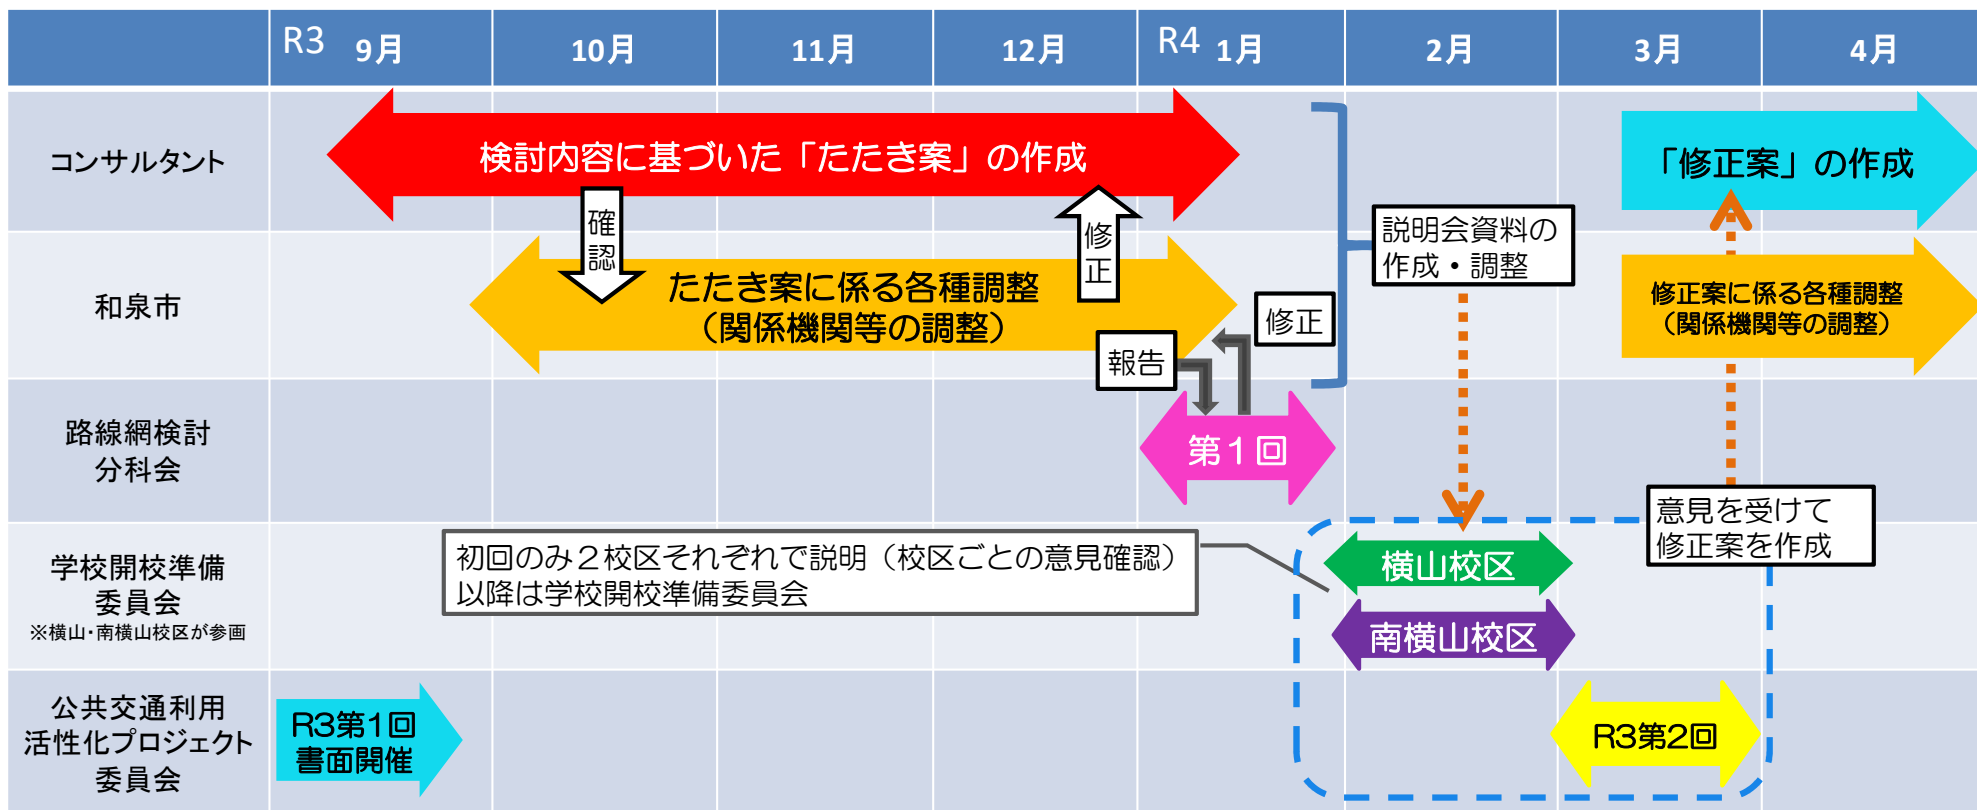 R3 9月 10月 11月 12月 R4 1月 2月 3月 4月
コンサルタント
検討内容に基づいた「たたき案」の作成
「修正案」の作成
確認
修正
説明会資料の
作成・調整
和泉市
たたき案に係る各種調整
（関係機関等の調整）
修正
報告
修正案に係る各種調整
（関係機関等の調整）
路線網検討
分科会
第１回
意見を受けて
修正案を作成
学校開校準備
委員会
※横山・南横山校区が参画
初回のみ２校区それぞれで説明（校区ごとの意見確認）
以降は学校開校準備委員会
横山校区
南横山校区
公共交通利用
活性化プロジェクト
委員会
R3第１回
書面開催
R3第２回